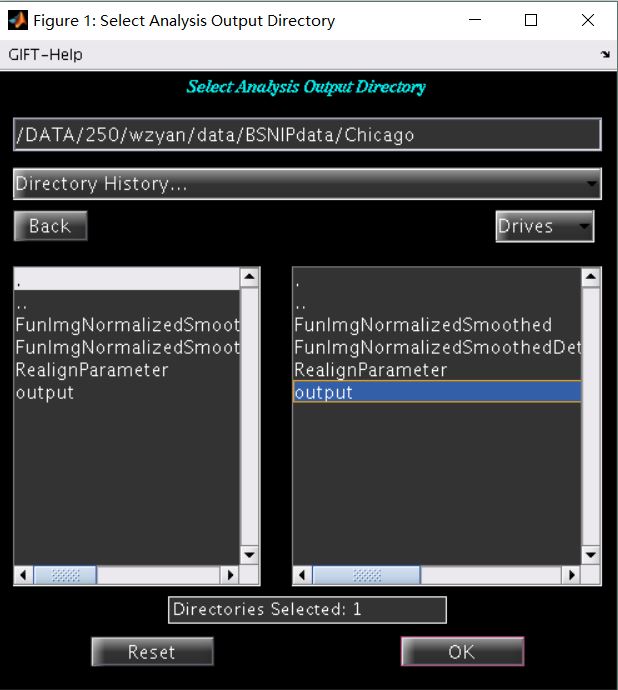 Figure 1: Select Analysis Output Directory
GIFT-Help
Select Analysis Output Directory
/DATA/250/wzyan/data/BSNIPdata/Chicago
Directory History...
Back
Drives
.
..
FunImgNormalizedSmoot
FunImgNormalizedSmoot
RealignParameter
output
.
..
FunImgNormalizedSmoothed
FunImgNormalizedSmoothedDet
RealignParameter
output
Directories Selected: 1
Reset
OK